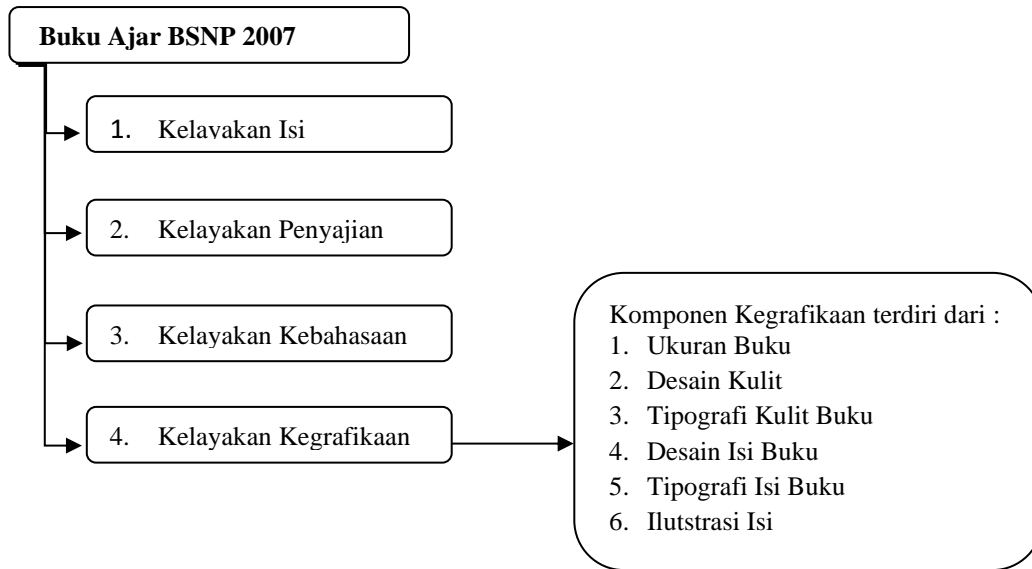 Buku Ajar BSNP 2007
1. Kelayakan Isi
2. Kelayakan Penyajian
3. Kelayakan Kebahasaan
4. Kelayakan Kegrafikaan
Komponen Kegrafikaan terdiri dari :
1. Ukuran Buku
2. Desain Kulit
3. Tipografi Kulit Buku
4. Desain Isi Buku
5. Tipografi Isi Buku
6. Ilutstrasi Isi